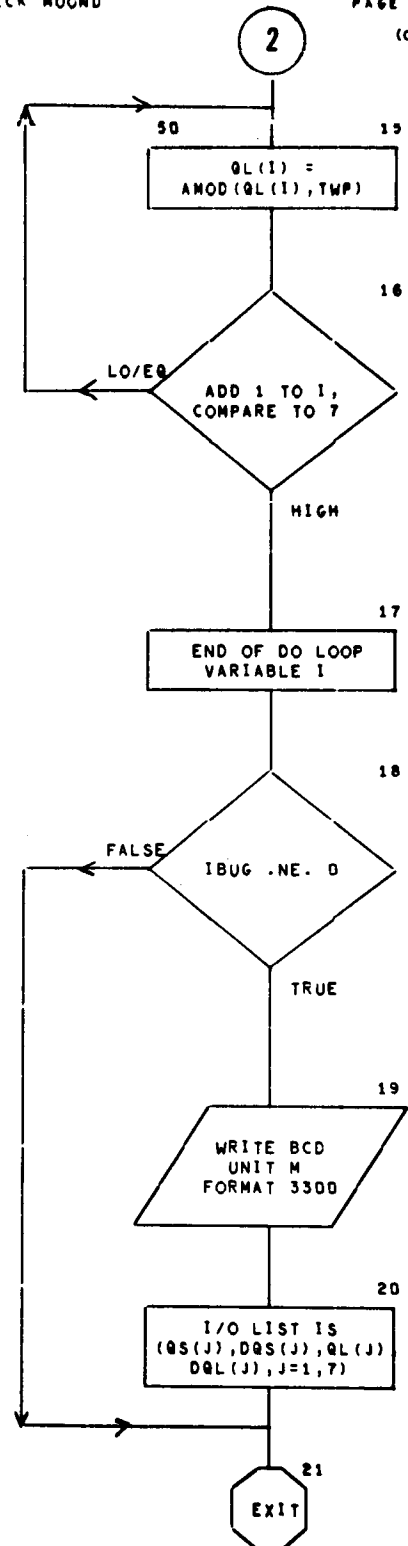 PAGE
2
50
15
QL(I) =
AMOD(QL(I),TWP)
16
LO/EQ
ADD 1 TO I,
COMPARE TO 7
HIGH
17
END OF DO LOOP
VARIABLE I
18
FALSE
IBUG .NE. 0
TRUE
19
WRITE BCD
UNIT M
FORMAT 3300
20
I/O LIST IS
(QS(J),DQS(J),QL(J)
DQL(J),J=1,7)
21
EXIT